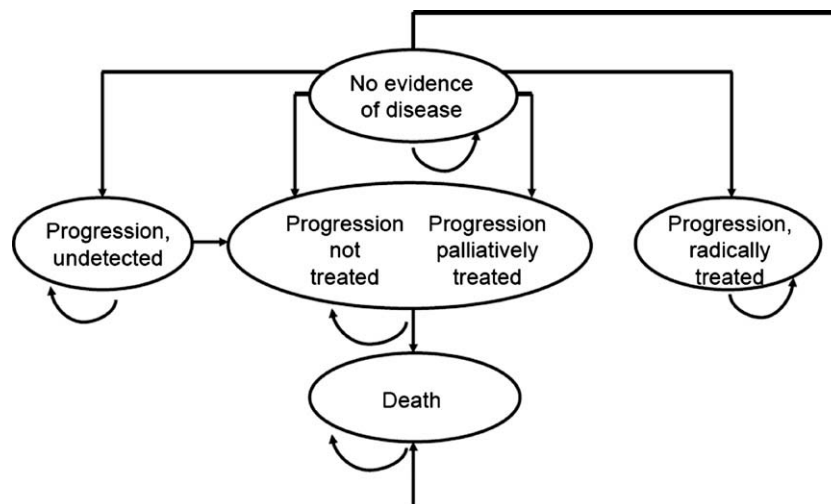 No evidence
of disease
Progression,
undetected
Progression
not
treated
Progression
palliatively
treated
Progression,
radically
treated
Death